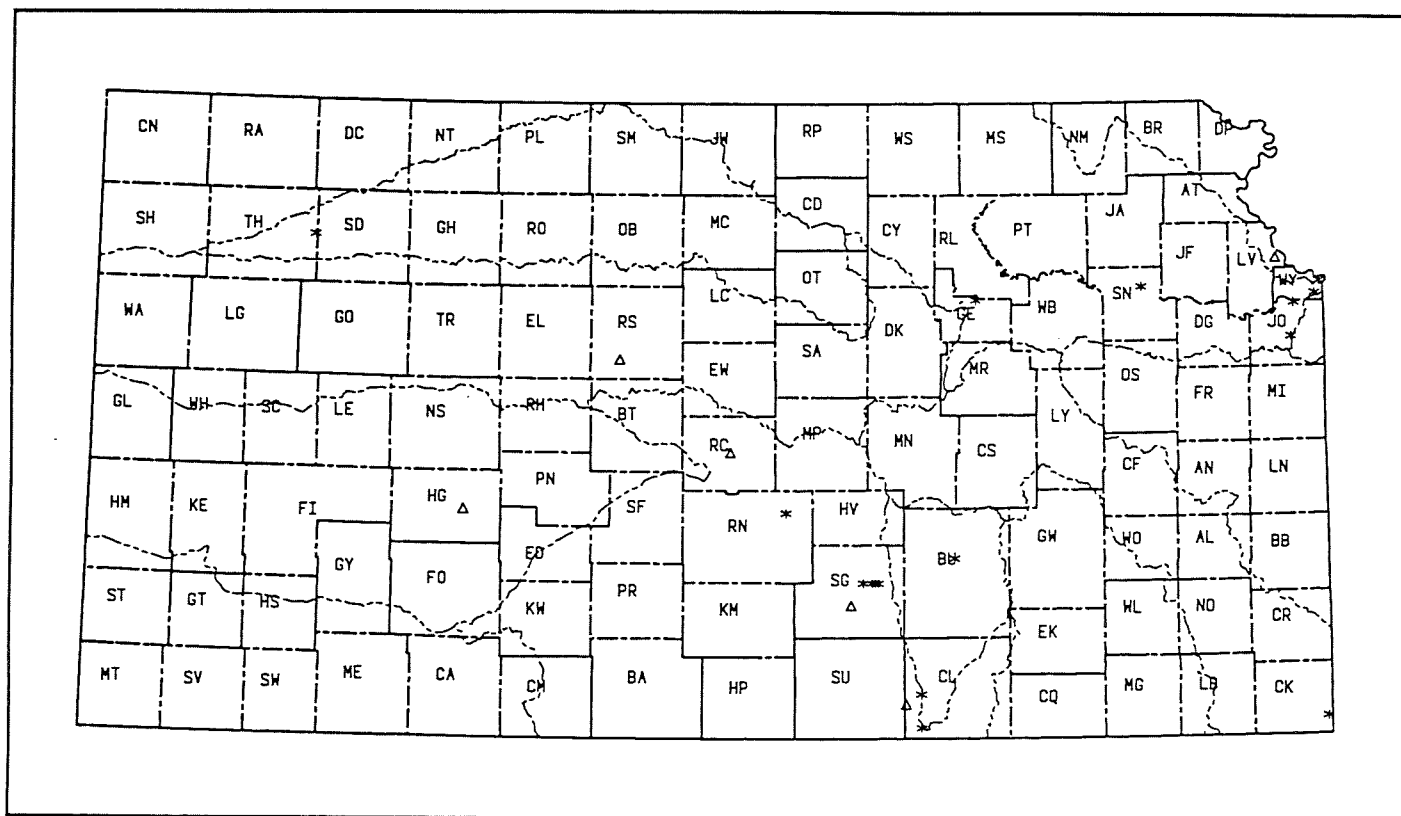 CN RA DC NT PL SM JW RP WS MS NM BR DP
SH TH SD GH RO OB MC CD CY RL PT JA AT
OT JF LV WY
WA LG GO TR EL RS LC DK GE WB SN DG JO
SA EW MR OS
GL WH SC LE NS RH BT RC MP MN CS LY FR MI
HM KE FI HG PN SF RN HV CF AN LN
GY FO ED SG BU GW WO AL BB
ST GT HS KW PR KM EK WL NO CR
MT SV SW ME CA CM BA HP SU CL CQ MG LB CK